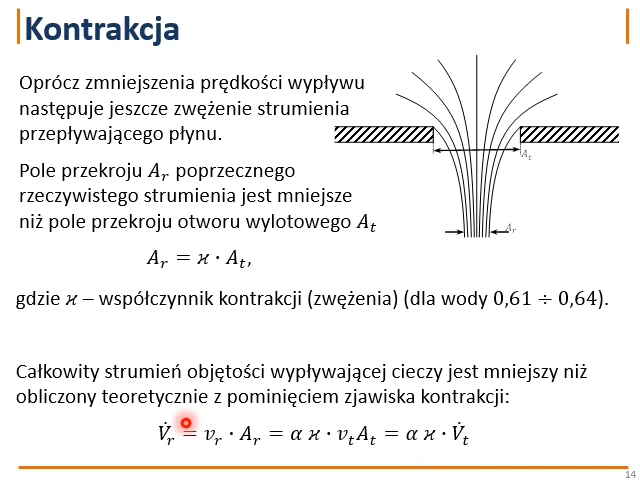 Kontrakcja
Oprócz zmniejszenia prędkości wypływu
następuje jeszcze zwężenie strumienia
przepływającego płynu.
Pole przekroju A_r poprzecznego
rzeczywistego strumienia jest mniejsze
niż pole przekroju otworu wylotowego A_t
A_r = ϰ · A_t,
A_t
A_r
gdzie ϰ – współczynnik kontrakcji (zwężenia) (dla wody 0,61 ÷ 0,64).
Całkowity strumień objętości wypływającej cieczy jest mniejszy niż
obliczony teoretycznie z pominięciem zjawiska kontrakcji:
V̇_r = v_r · A_r = α ϰ · v_t A_t = α ϰ · V̇_t
14